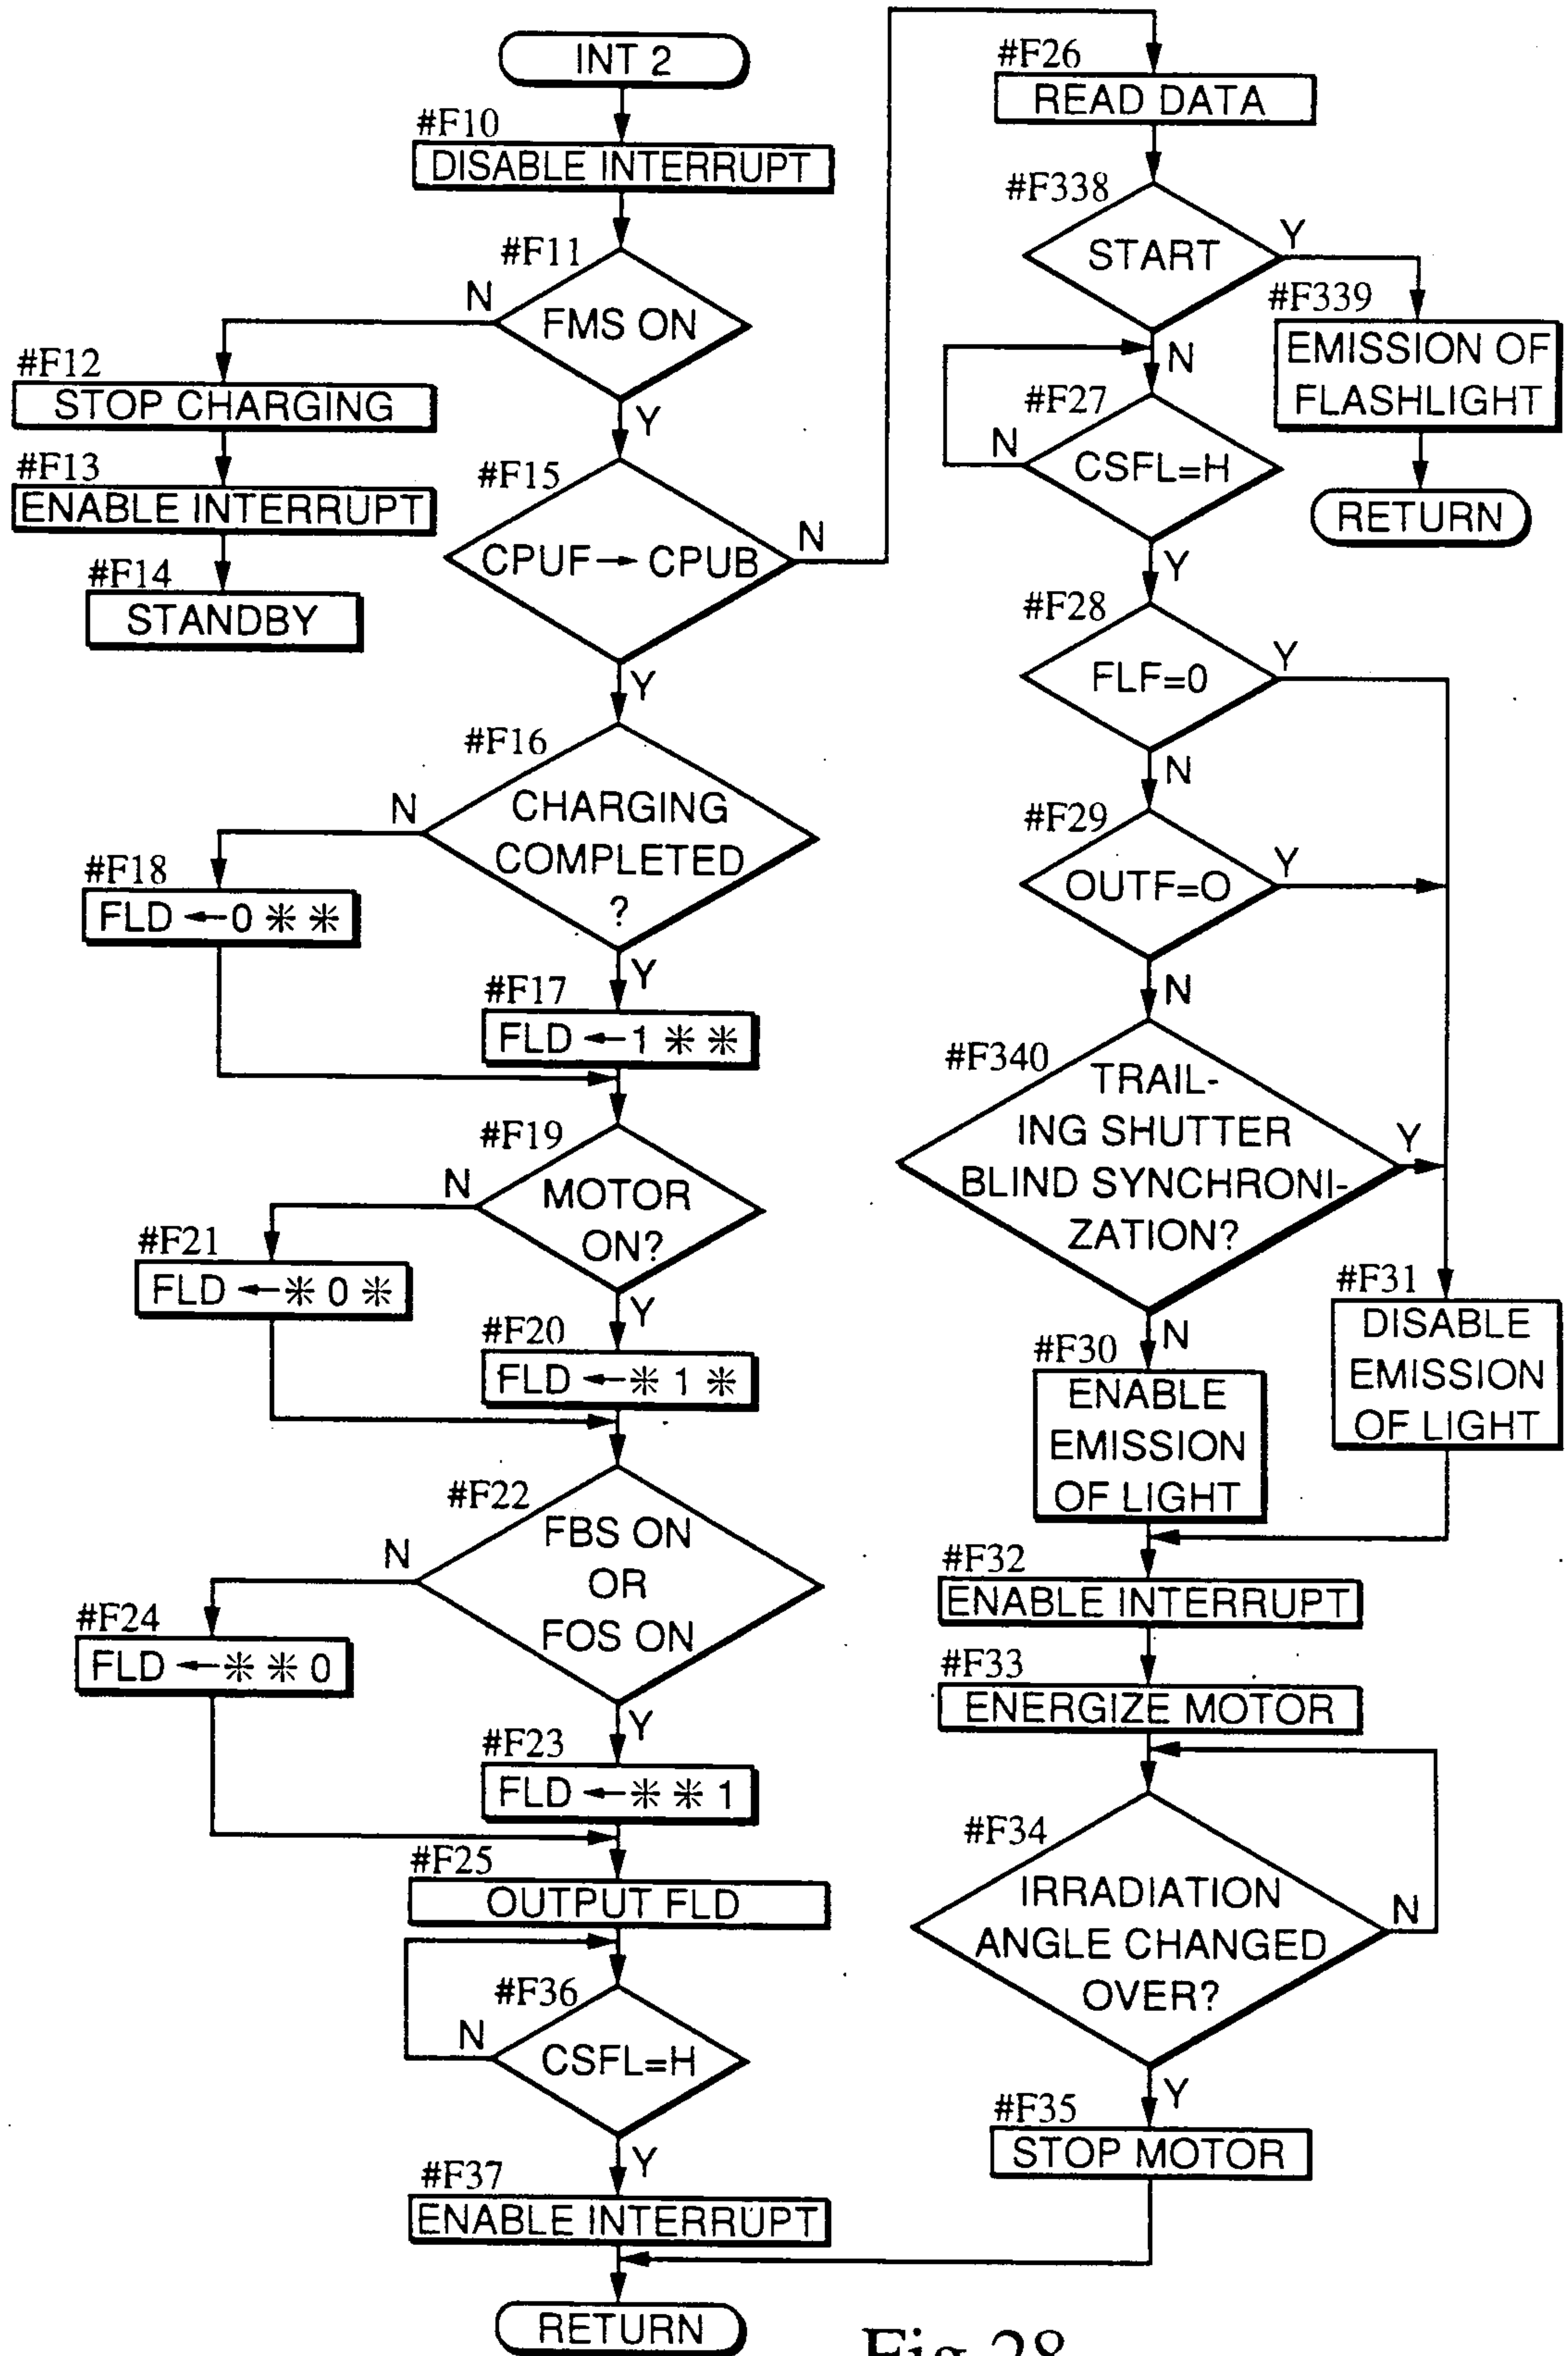 INT 2
#F10
DISABLE INTERRUPT
#F11
FMS ON
N
Y
#F12
STOP CHARGING
#F13
ENABLE INTERRUPT
#F14
STANDBY
#F15
CPUF → CPUB
N
Y
#F16
CHARGING
COMPLETED
?
N
Y
#F18
FLD ← 0 * *
#F17
FLD ← 1 * *
#F19
MOTOR
ON?
N
Y
#F21
FLD ← * 0 *
#F20
FLD ← * 1 *
#F22
FBS ON
OR
FOS ON
N
Y
#F24
FLD ← * * 0
#F23
FLD ← * * 1
#F25
OUTPUT FLD
#F36
CSFL=H
N
Y
#F37
ENABLE INTERRUPT
RETURN
#F26
READ DATA
#F338
START
Y
N
#F339
EMISSION OF
FLASHLIGHT
RETURN
#F27
CSFL=H
N
Y
#F28
FLF=0
Y
N
#F29
OUTF=O
Y
N
#F340
TRAIL-
ING SHUTTER
BLIND SYNCHRONI-
ZATION?
Y
N
#F31
DISABLE
EMISSION
OF LIGHT
#F30
ENABLE
EMISSION
OF LIGHT
#F32
ENABLE INTERRUPT
#F33
ENERGIZE MOTOR
#F34
IRRADIATION
ANGLE CHANGED
OVER?
N
Y
#F35
STOP MOTOR
Fig.28